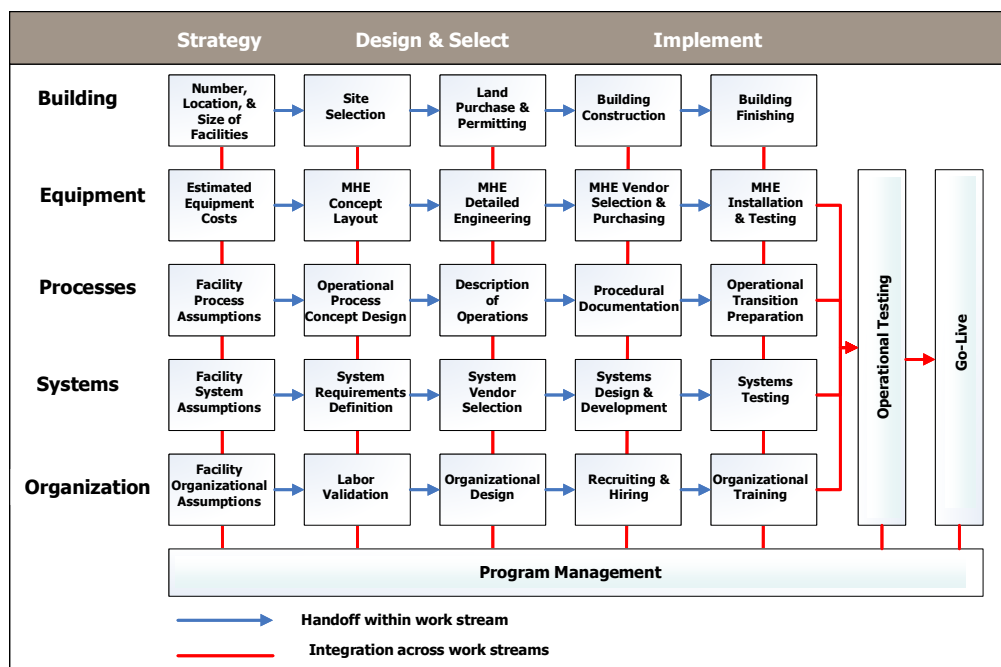 Strategy
Design & Select
Implement
Building
Number,
Location, &
Size of
Facilities
Site
Selection
Land
Purchase &
Permitting
Building
Construction
Building
Finishing
Equipment
Estimated
Equipment
Costs
MHE
Concept
Layout
MHE
Detailed
Engineering
MHE Vendor
Selection &
Purchasing
MHE
Installation
& Testing
Processes
Facility
Process
Assumptions
Operational
Process
Concept Design
Description
of
Operations
Procedural
Documentation
Operational
Transition
Preparation
Systems
Facility
System
Assumptions
System
Requirements
Definition
System
Vendor
Selection
Systems
Design &
Development
Systems
Testing
Organization
Facility
Organizational
Assumptions
Labor
Validation
Organizational
Design
Recruiting &
Hiring
Organizational
Training
Operational Testing
Go-Live
Program Management
Handoff within work stream
Integration across work streams